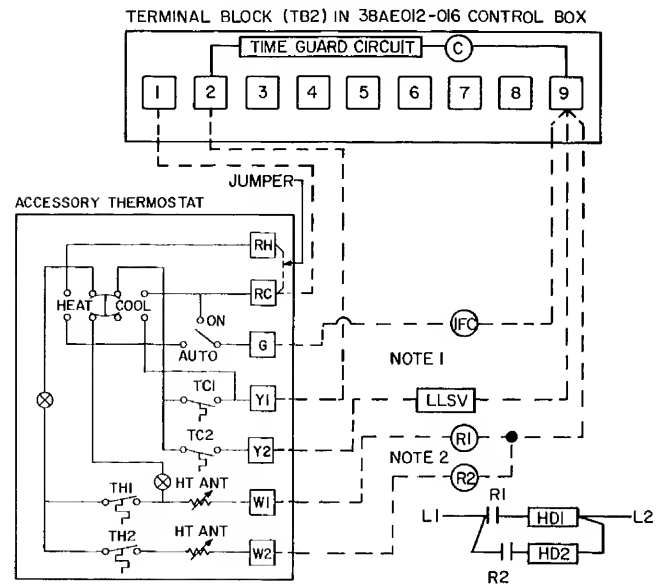 TERMINAL BLOCK (TB2) IN 38AE012-016 CONTROL BOX
TIME GUARD CIRCUIT
C
1 2 3 4 5 6 7 8 9
JUMPER
ACCESSORY THERMOSTAT
RH
RC
HEAT COOL
ON
AUTO
G
IFC
NOTE 1
TC1
Y1
LLSV
TC2
Y2
R1
NOTE 2
R2
TH1
HT ANT
W1
TH2
HT ANT
W2
R1
L1
HD1
L2
HD2
R2